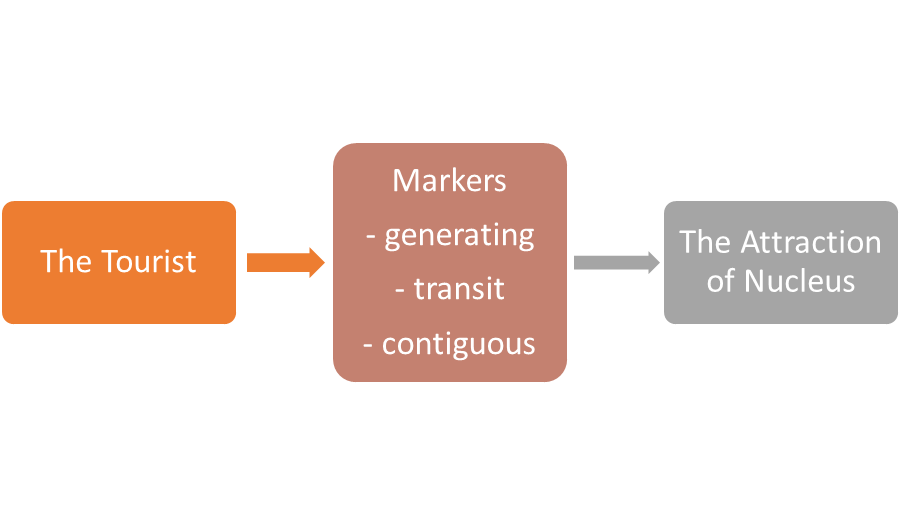 The Tourist
Markers
- generating
- transit
- contiguous
The Attraction
of Nucleus